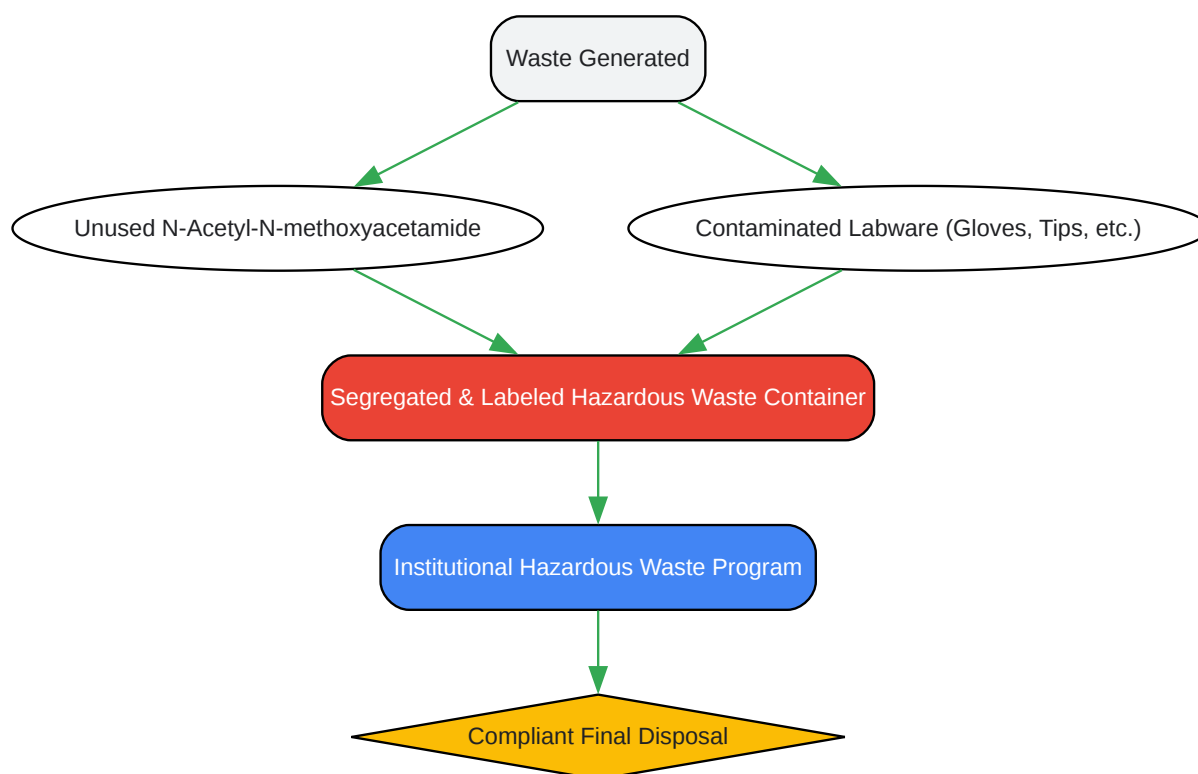 Waste Generated
Unused N-Acetyl-N-methoxyacetamide
Contaminated Labware (Gloves, Tips, etc.)
Segregated & Labeled Hazardous Waste Container
Institutional Hazardous Waste Program
Compliant Final Disposal